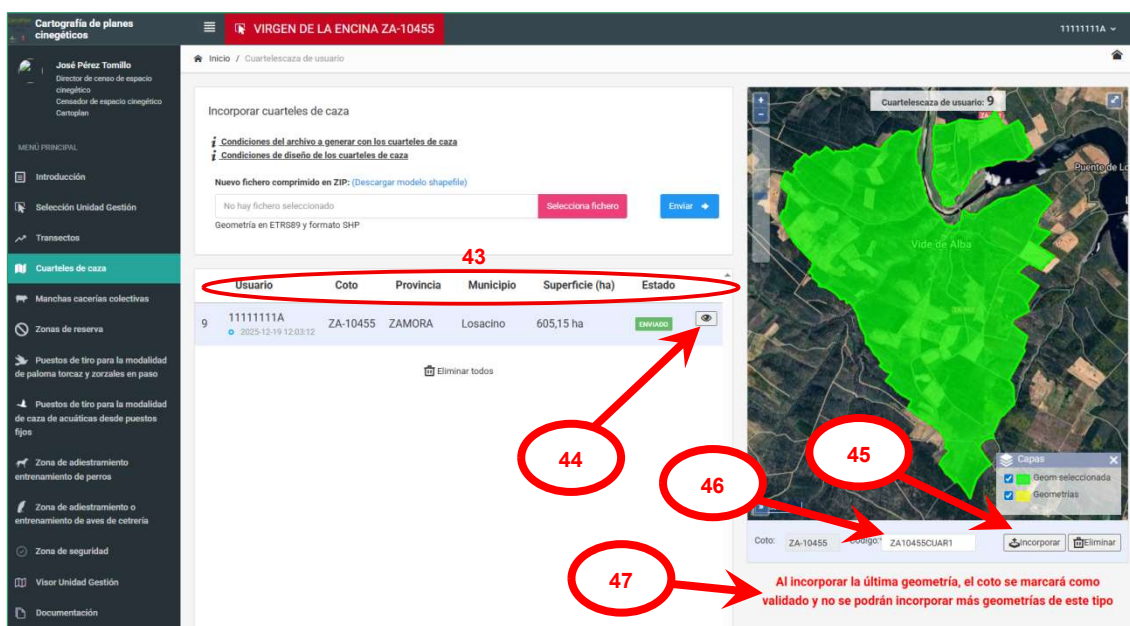 Cartografía de planes
cinegéticos
VIRGEN DE LA ENCINA ZA-10455
11111111A
José Pérez Tomillo
Director de censo de espacio
cinegético
Censador de espacio cinegético
Cartoplan
MENÚ PRINCIPAL
Introducción
Selección Unidad Gestión
Transectos
Cuarteles de caza
Manchas cacerías colectivas
Zonas de reserva
Puestos de tiro para la modalidad
de paloma torcaz y zorzales en paso
Puestos de tiro para la modalidad
de caza de acuáticas desde puestos
fijos
Zona de adiestramiento
entrenamiento de perros
Zona de adiestramiento o
entrenamiento de aves de cetrería
Zona de seguridad
Visor Unidad Gestión
Documentación
Inicio / Cuartelescaza de usuario
Incorporar cuarteles de caza
i Condiciones del archivo a generar con los cuarteles de caza
i Condiciones de diseño de los cuarteles de caza
Nuevo fichero comprimido en ZIP: (Descargar modelo shapefile)
No hay fichero seleccionado Selecciona fichero Enviar
Geometría en ETRS89 y formato SHP
43
Usuario Coto Provincia Municipio Superficie (ha) Estado
9 11111111A ZA-10455 ZAMORA Losacino 605,15 ha ENVIADO
2025-12-19 12:03:12
Eliminar todos
44
46
45
47
Cuartelescaza de usuario: 9
+
-
Puente de
Vide de Alba
Capas X
Geom seleccionada
Geometrías
Coto: ZA-10455 Código:* ZA10455CUAR1 Incorporar Eliminar
Al incorporar la última geometría, el coto se marcará como
validado y no se podrán incorporar más geometrías de este tipo